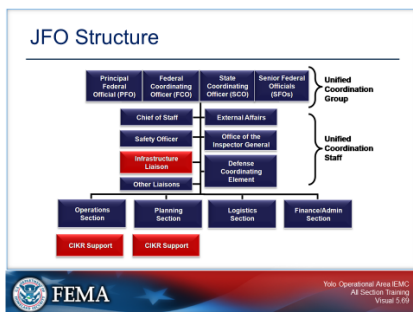 JFO Structure
Principal
Federal
Official (PFO)
Federal
Coordinating
Officer (FCO)
State
Coordinating
Officer (SCO)
Senior Federal
Officials
(SFOs)
Unified
Coordination
Group
Chief of Staff
External Affairs
Safety Officer
Office of the
Inspector General
Infrastructure
Liaison
Defense
Coordinating
Element
Other Liaisons
Unified
Coordination
Staff
Operations
Section
Planning
Section
Logistics
Section
Finance/Admin
Section
CIKR Support
CIKR Support
FEMA
Yolo Operational Area IEMC
All Section Training
Visual 5.69